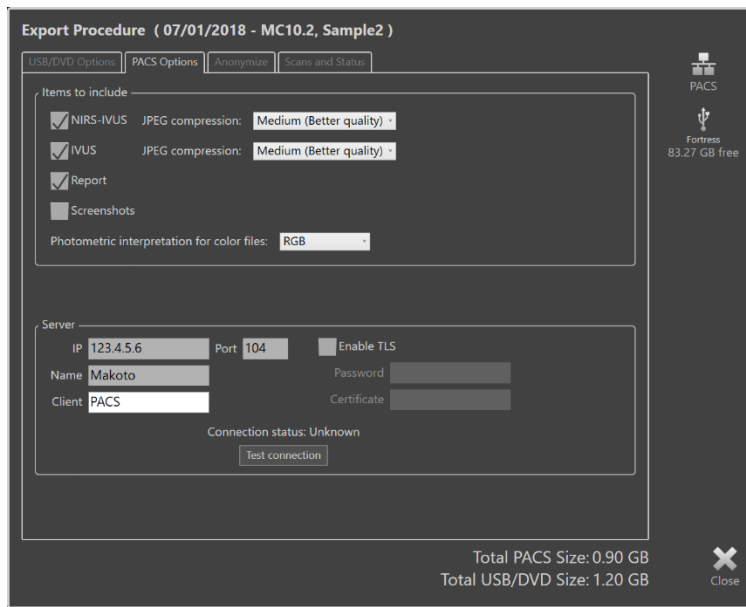 Export Procedure ( 07/01/2018 - MC10.2, Sample2 )
USB/DVD Options PACS Options Anonymize Scans and Status
PACS
Fortress
83.27 GB free
Items to include
NIRS-IVUS JPEG compression: Medium (Better quality)
IVUS JPEG compression: Medium (Better quality)
Report
Screenshots
Photometric interpretation for color files: RGB
Server
IP 123.4.5.6 Port 104 Enable TLS
Name Makoto Password
Client PACS Certificate
Connection status: Unknown
Test connection
Total PACS Size: 0.90 GB
Total USB/DVD Size: 1.20 GB
Close